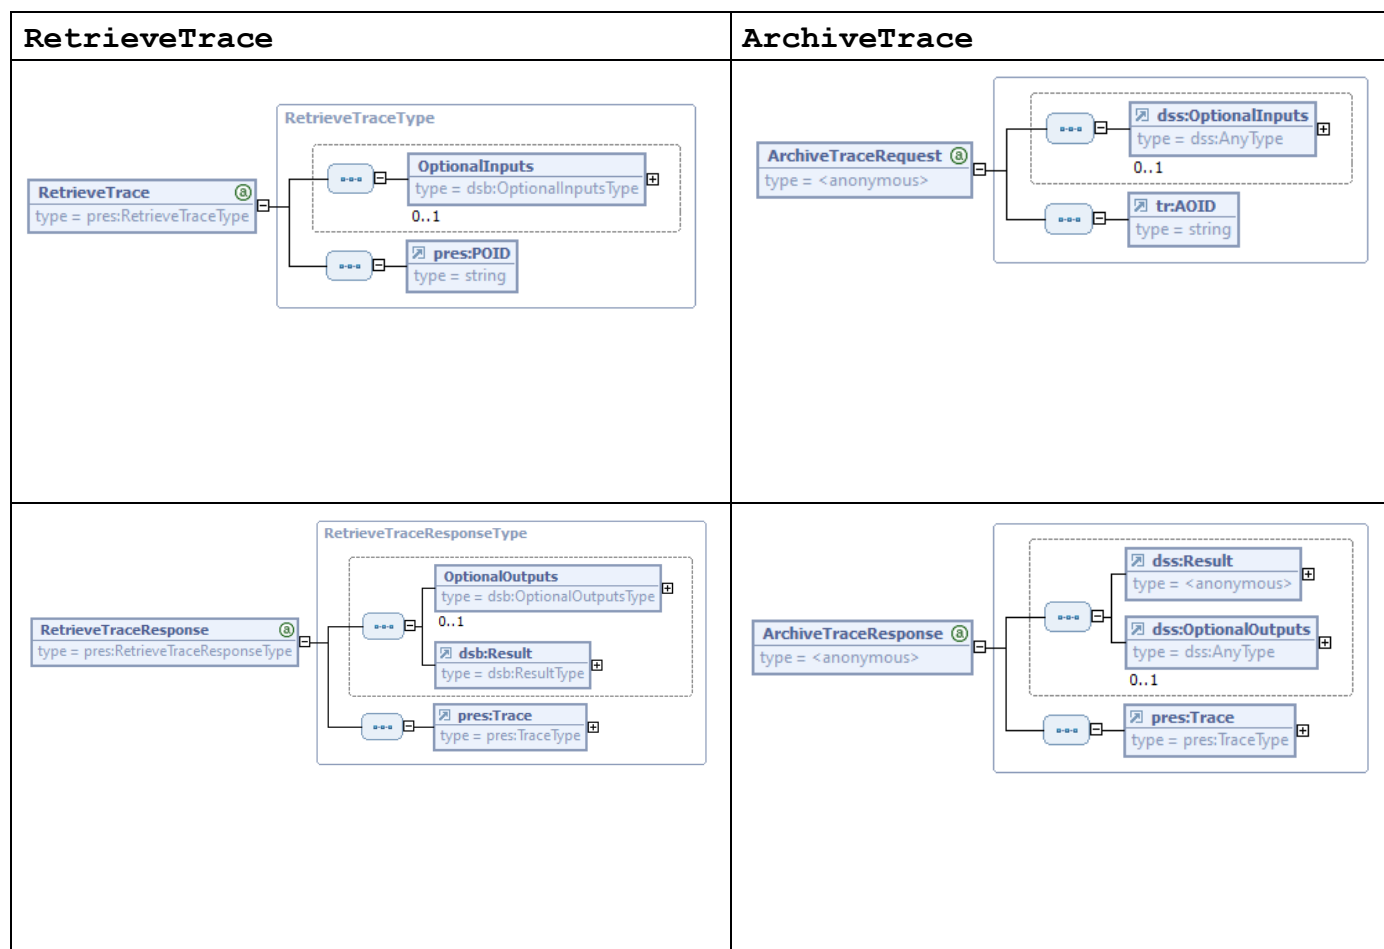 RetrieveTrace
ArchiveTrace
RetrieveTraceType
OptionalInputs
type = dsb:OptionalInputsType
0..1
RetrieveTrace @
type = pres:RetrieveTraceType
pres:POID
type = string
dss:OptionalInputs
type = dss:AnyType
0..1
ArchiveTraceRequest @
type = <anonymous>
tr:AOID
type = string
RetrieveTraceResponseType
OptionalOutputs
type = dsb:OptionalOutputsType
0..1
RetrieveTraceResponse @
type = pres:RetrieveTraceResponseType
dsb:Result
type = dsb:ResultType
pres:Trace
type = pres:TraceType
dss:Result
type = <anonymous>
ArchiveTraceResponse @
type = <anonymous>
dss:OptionalOutputs
type = dss:AnyType
0..1
pres:Trace
type = pres:TraceType